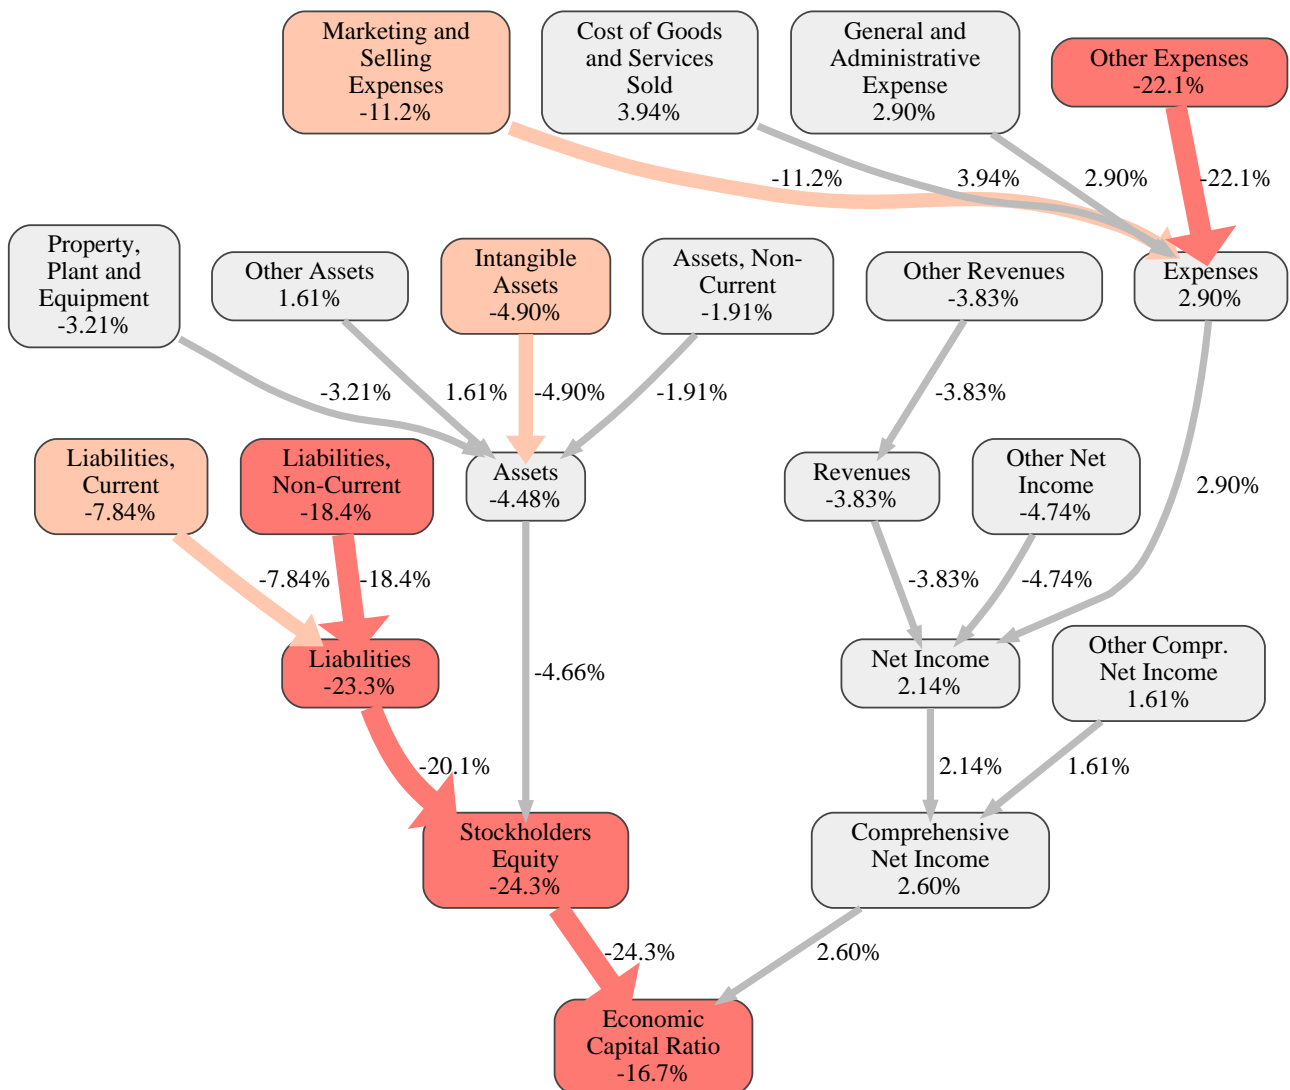 Marketing and
Selling
Expenses
-11.2%
Cost of Goods
and Services
Sold
3.94%
General and
Administrative
Expense
2.90%
Other Expenses
-22.1%
-11.2%
3.94%
2.90%
-22.1%
Property,
Plant and
Equipment
-3.21%
Other Assets
1.61%
Intangible
Assets
-4.90%
Assets, Non-
Current
-1.91%
Other Revenues
-3.83%
Expenses
2.90%
-3.21%
1.61%
-4.90%
-1.91%
-3.83%
Liabilities,
Current
-7.84%
Liabilities,
Non-Current
-18.4%
Assets
-4.48%
Revenues
-3.83%
Other Net
Income
-4.74%
2.90%
-7.84%
-18.4%
-3.83%
-4.74%
Liabilities
-23.3%
-4.66%
Net Income
2.14%
Other Compr.
Net Income
1.61%
-20.1%
2.14%
1.61%
Stockholders
Equity
-24.3%
Comprehensive
Net Income
2.60%
-24.3%
2.60%
Economic
Capital Ratio
-16.7%